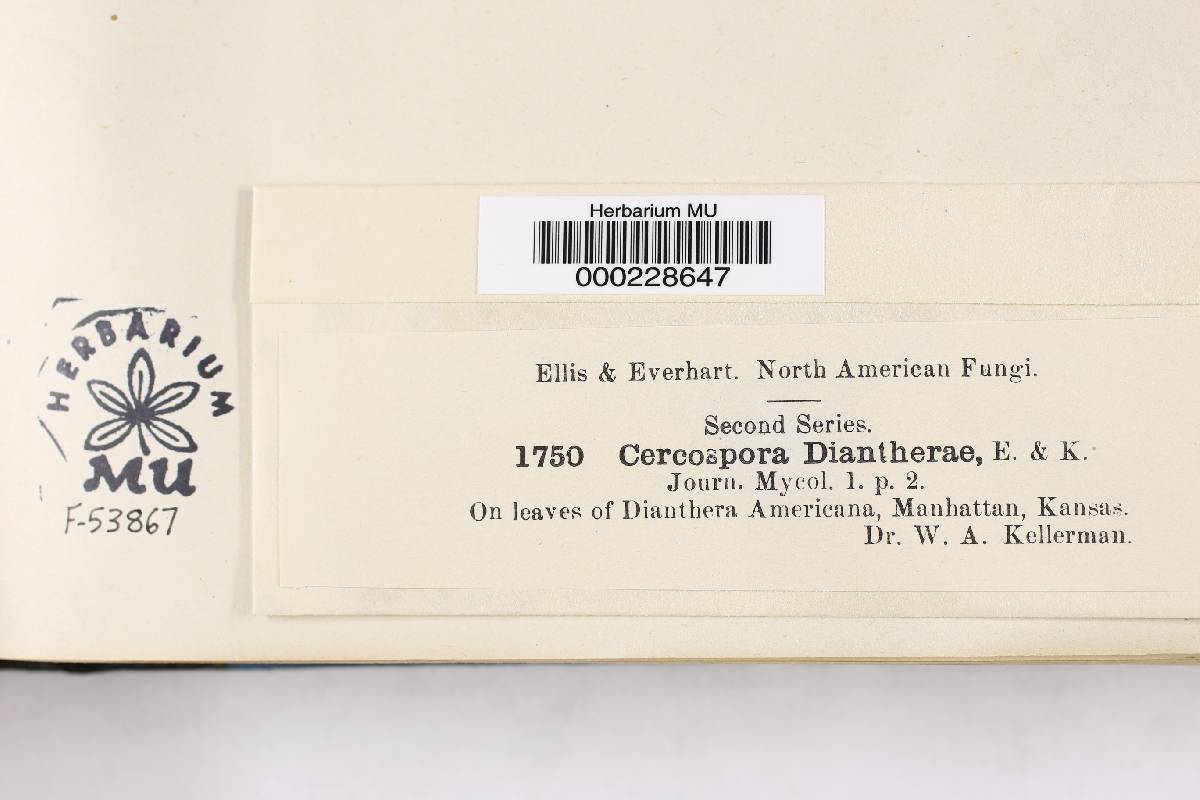 Herbarium MU
000228647
HERBARIUM
MU
F-53867
Ellis & Everhart. North American Fungi.
Second Series.
1750 Cercospora Diantherae, E. & K.
Journ. Mycol. 1. p. 2.
On leaves of Dianthera Americana, Manhattan, Kansas.
Dr. W. A. Kellerman.